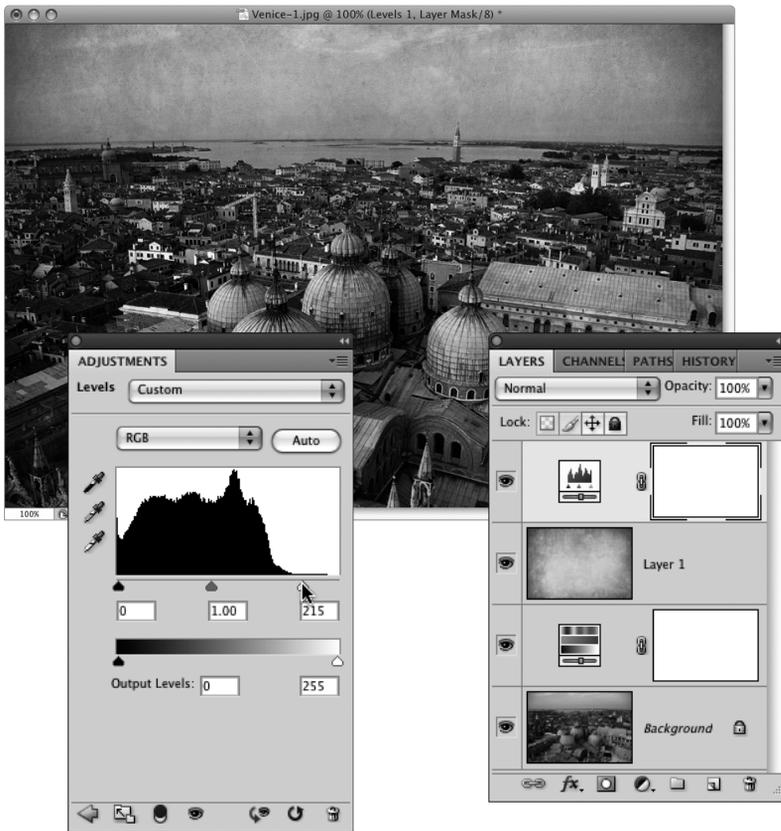 Venice-1.jpg @ 100% (Levels 1, Layer Mask/8) *
100%
ADJUSTMENTS
Levels Custom
RGB Auto
0 1.00 215
Output Levels: 0 255
LAYERS CHANNELS PATHS HISTORY
Normal Opacity: 100%
Lock: Fill: 100%
Layer 1
Background
fx.